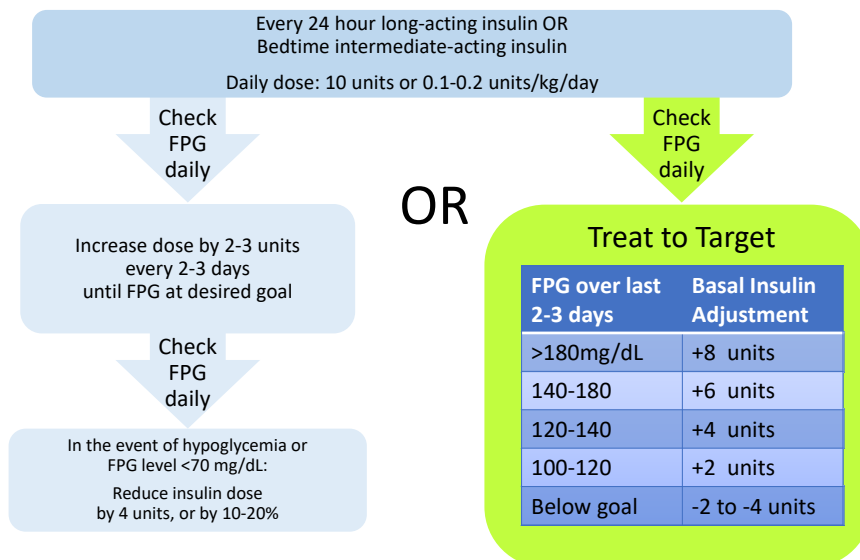 Every 24 hour long-acting insulin OR
Bedtime intermediate-acting insulin
Daily dose: 10 units or 0.1-0.2 units/kg/day
Check
FPG
daily
Increase dose by 2-3 units
every 2-3 days
until FPG at desired goal
Check
FPG
daily
In the event of hypoglycemia or
FPG level <70 mg/dL:
Reduce insulin dose
by 4 units, or by 10-20%
OR
Check
FPG
daily
Treat to Target
FPG over last 2-3 days | Basal Insulin Adjustment
>180mg/dL | +8 units
140-180 | +6 units
120-140 | +4 units
100-120 | +2 units
Below goal | -2 to -4 units